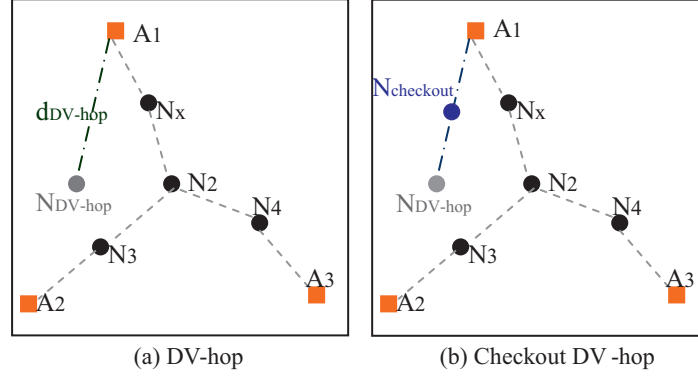 A1
dDV-hop
Nx
N2
NDV-hop
N4
N3
A3
A2
(a) DV-hop
A1
Ncheckout
Nx
N2
NDV-hop
N4
N3
A3
A2
(b) Checkout DV -hop